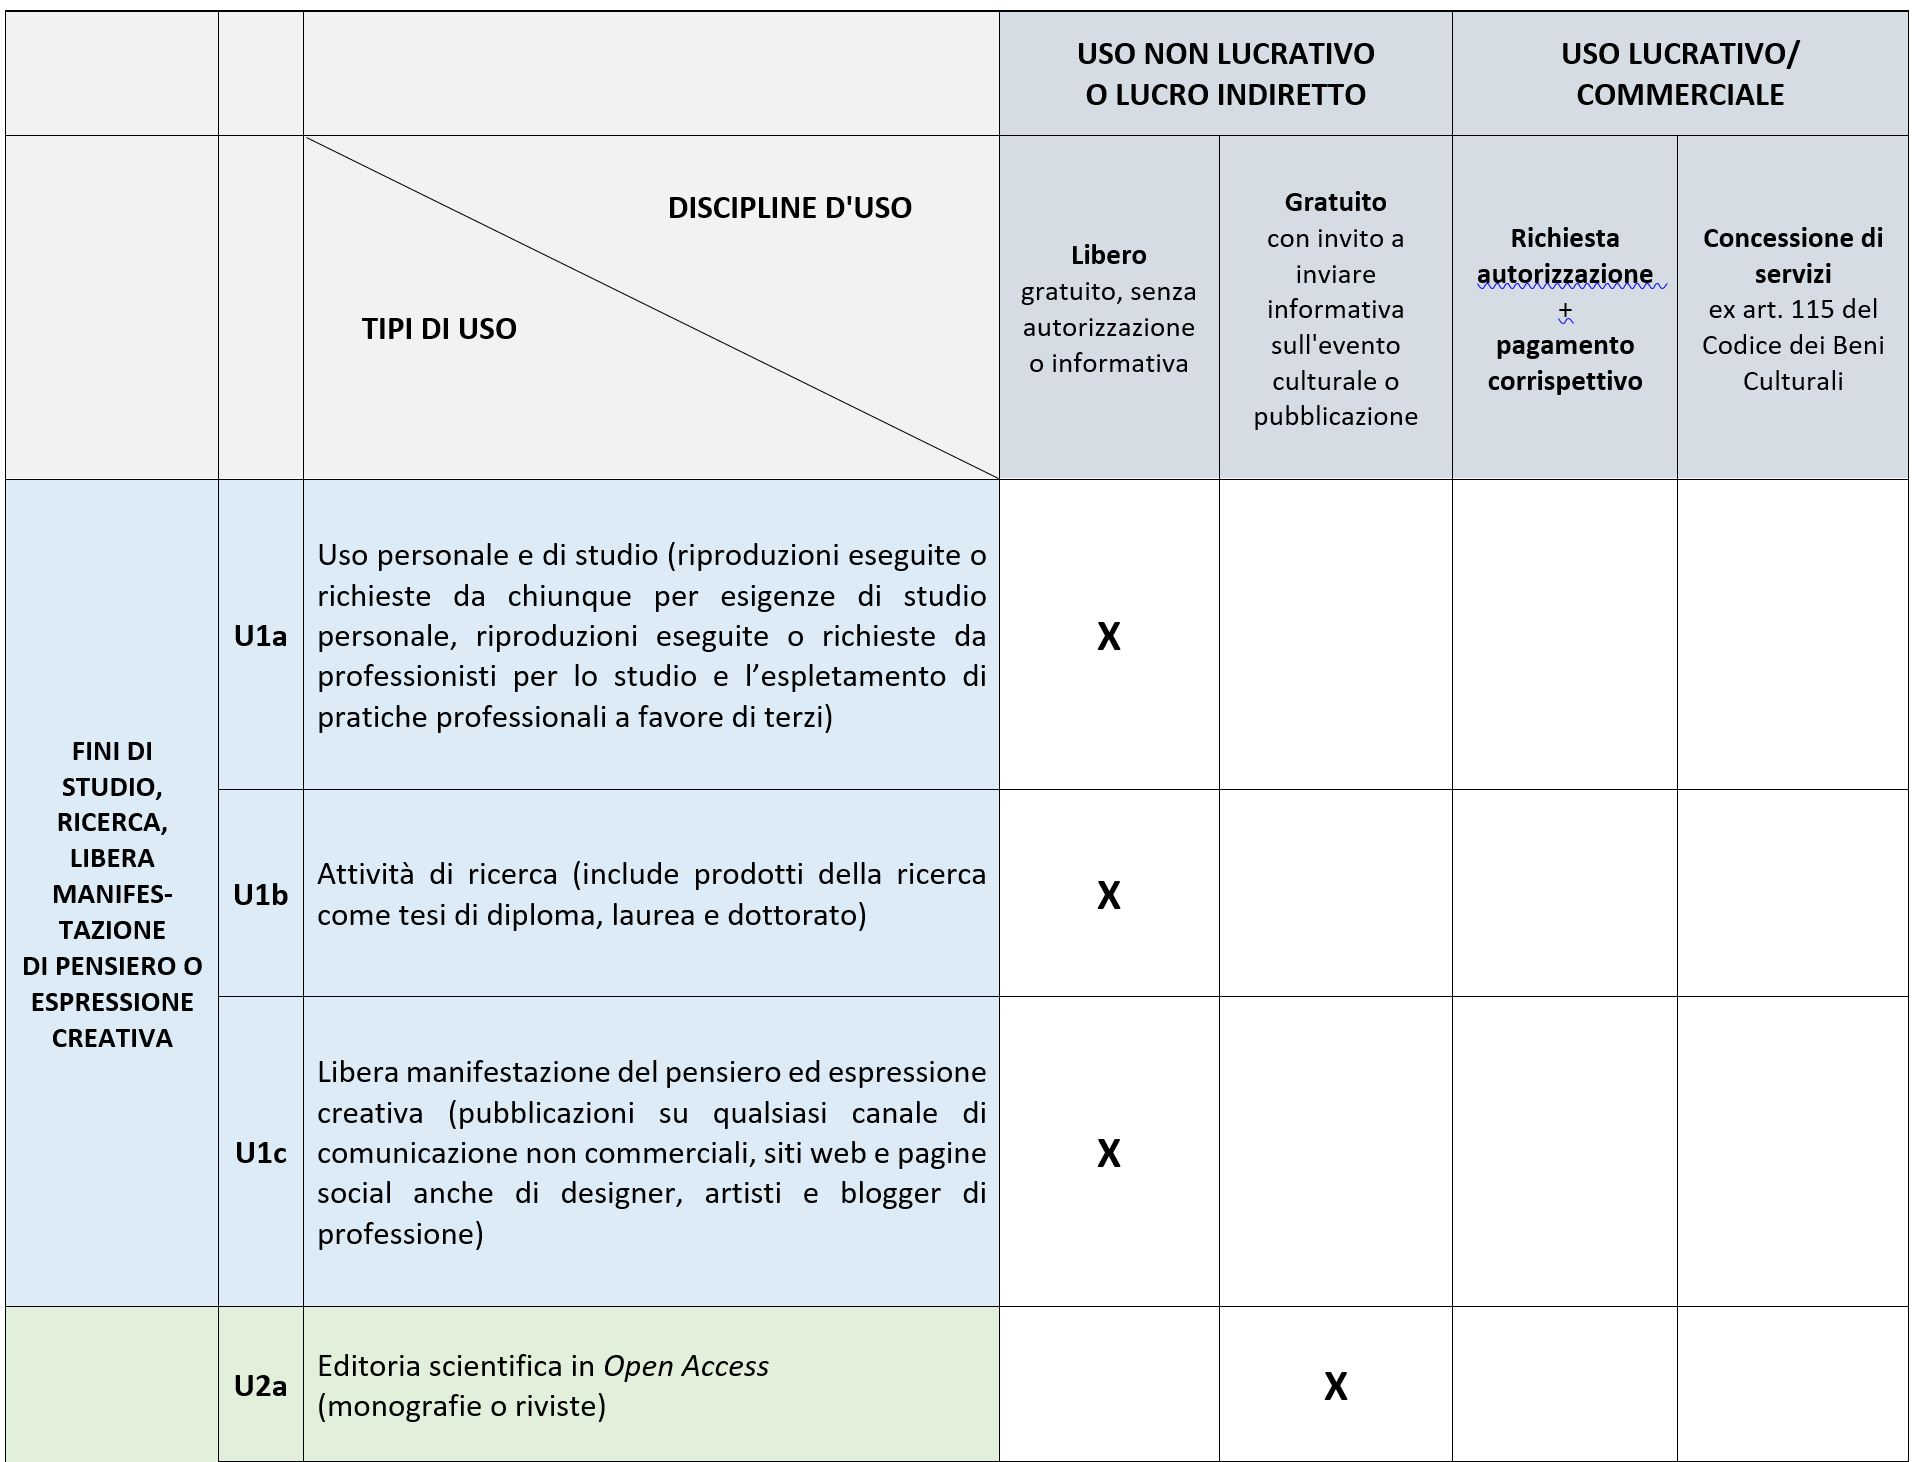 USO NON LUCRATIVO
O LUCRO INDIRETTO
USO LUCRATIVO/
COMMERCIALE
DISCIPLINE D'USO
TIPI DI USO
Libero
gratuito, senza
autorizzazione
o informativa
Gratuito
con invito a
inviare
informativa
sull'evento
culturale o
pubblicazione
Richiesta
autorizzazione
+
pagamento
corrispettivo
Concessione di
servizi
ex art. 115 del
Codice dei Beni
Culturali
FINI DI
STUDIO,
RICERCA,
LIBERA
MANIFES-
TAZIONE
DI PENSIERO O
ESPRESSIONE
CREATIVA
U1a
Uso personale e di studio (riproduzioni eseguite o
richieste da chiunque per esigenze di studio
personale, riproduzioni eseguite o richieste da
professionisti per lo studio e l’espletamento di
pratiche professionali a favore di terzi)
X
U1b
Attività di ricerca (include prodotti della ricerca
come tesi di diploma, laurea e dottorato)
X
U1c
Libera manifestazione del pensiero ed espressione
creativa (pubblicazioni su qualsiasi canale di
comunicazione non commerciali, siti web e pagine
social anche di designer, artisti e blogger di
professione)
X
U2a
Editoria scientifica in Open Access
(monografie o riviste)
X